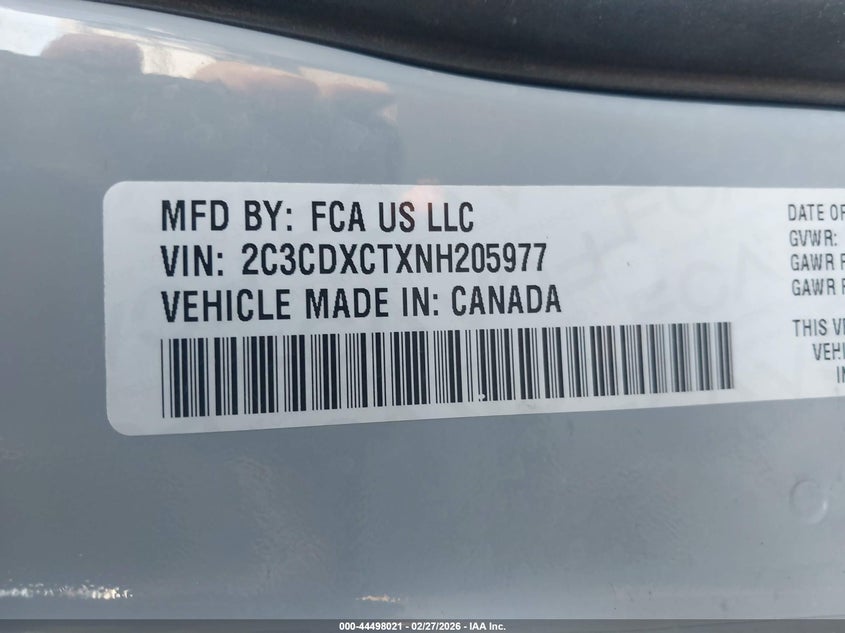 MFD BY: FCA US LLC
VIN: 2C3CDXCTXNH205977
VEHICLE MADE IN: CANADA
DATE OF
GVWR:
GAWR
GAWR
THIS
000-44498021 | 02/27/2026 - IAA Inc.